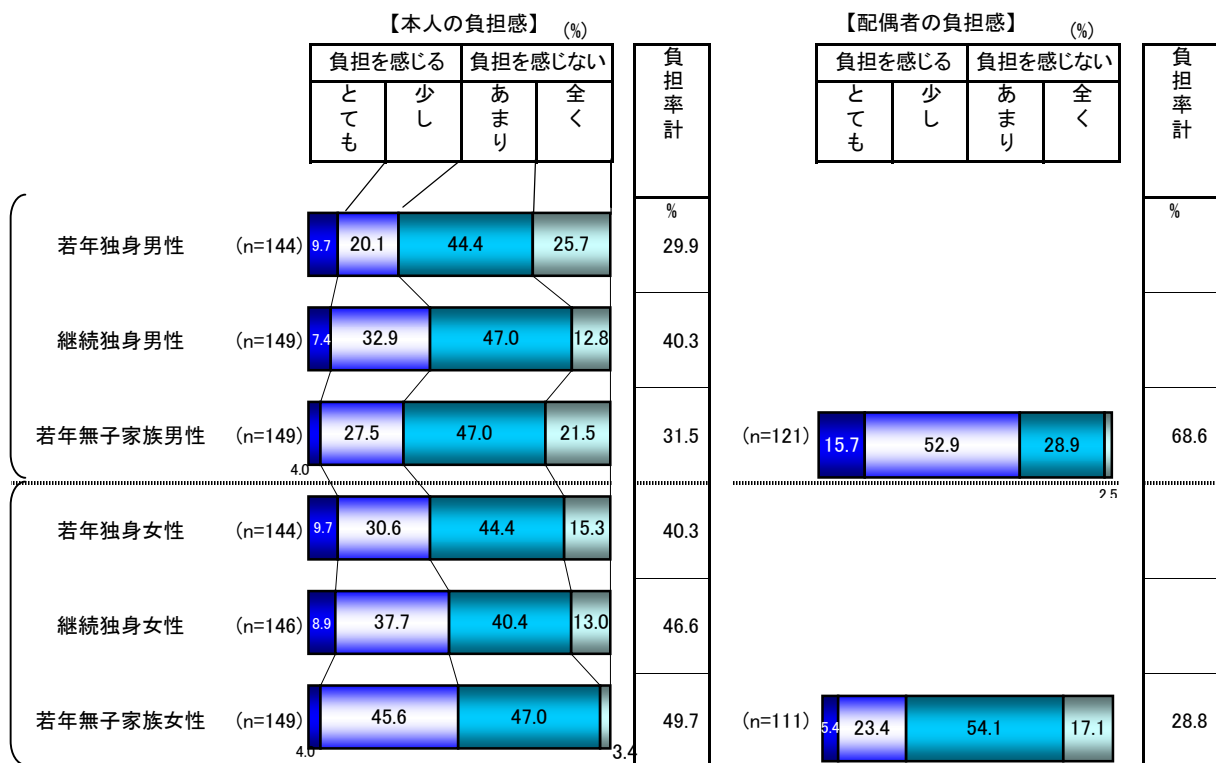 【本人の負担感】 (%)
【配偶者の負担感】 (%)
負担を感じる 負担を感じない
とても 少し あまり 全く
負担率計
負担を感じる 負担を感じない
とても 少し あまり 全く
負担率計
% %
若年独身男性 (n=144) 9.7 20.1 44.4 25.7 29.9
継続独身男性 (n=149) 7.4 32.9 47.0 12.8 40.3
若年無子家族男性 (n=149) 4.0 27.5 47.0 21.5 31.5 (n=121) 15.7 52.9 28.9 2.5 68.6
若年独身女性 (n=144) 9.7 30.6 44.4 15.3 40.3
継続独身女性 (n=146) 8.9 37.7 40.4 13.0 46.6
若年無子家族女性 (n=149) 4.0 45.6 47.0 3.4 49.7 (n=111) 5.4 23.4 54.1 17.1 28.8